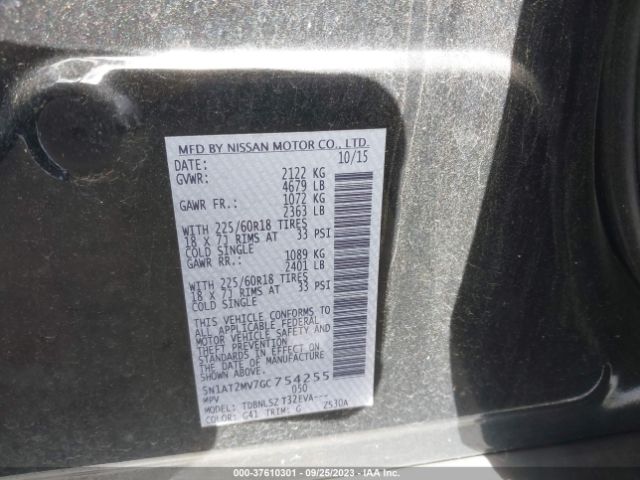 MFD BY NISSAN MOTOR CO., LTD.
DATE: 10/15
GVWR: 2122 KG
4679 LB
GAWR FR.: 1072 KG
2363 LB
WITH 225/60R18 TIRES
18 X 7J RIMS AT 33 PSI
COLD SINGLE
GAWR RR.: 1089 KG
2401 LB
WITH 225/60R18 TIRES
18 X 7J RIMS AT 33 PSI
COLD SINGLE
THIS VEHICLE CONFORMS TO
ALL APPLICABLE FEDERAL
MOTOR VEHICLE SAFETY AND
THEFT PREVENTION
STANDARDS IN EFFECT ON
THE DATE OF MANUFACTURE
SHOWN ABOVE.
5N1AT2MV7GC754255
MPV 050
MODEL: TDBNLSZ T32EVA---
COLOR: G41 TRIM: G 2530A
000-37610301 - 09/25/2023 - IAA Inc.